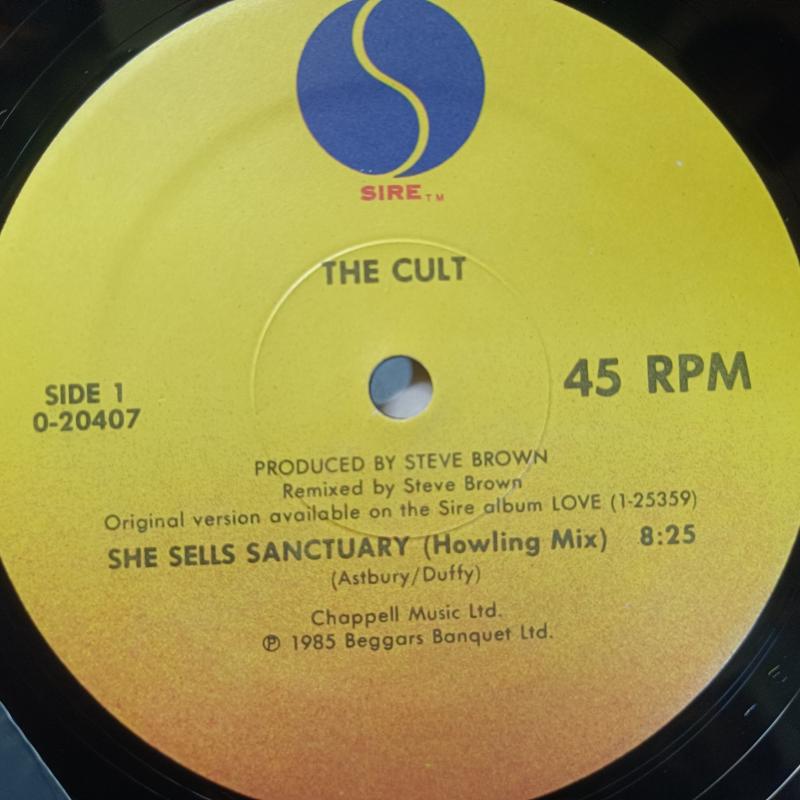 SIRE™
THE CULT
SIDE 1
0-20407
45 RPM
PRODUCED BY STEVE BROWN
Remixed by Steve Brown
Original version available on the Sire album LOVE (1-25359)
SHE SELLS SANCTUARY (Howling Mix) 8:25
(Astbury/Duffy)
Chappell Music Ltd.
℗ 1985 Beggars Banquet Ltd.